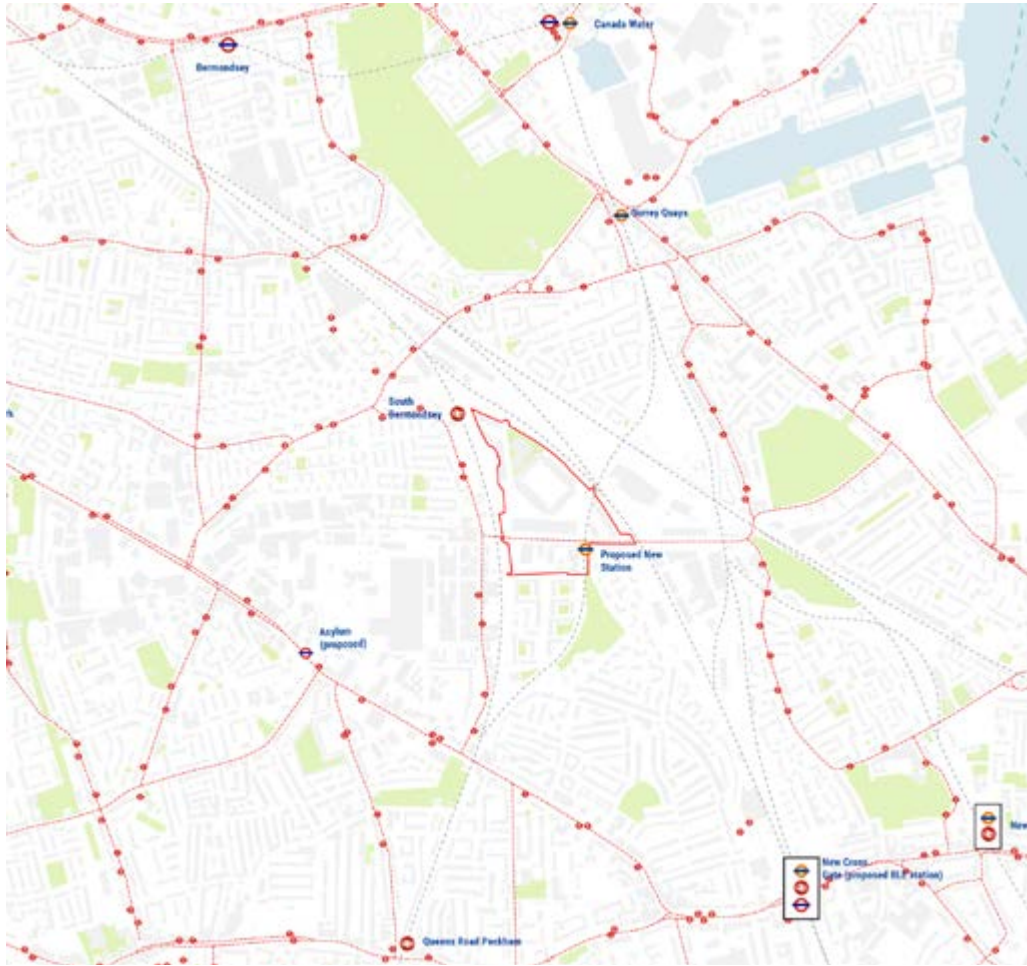 Canada Water
Bermondsey
Surrey Quays
South
Bermondsey
Proposed New
Station
Asylum
(proposed)
New
New Cross
Gate (proposed BLE station)
Queens Road Peckham